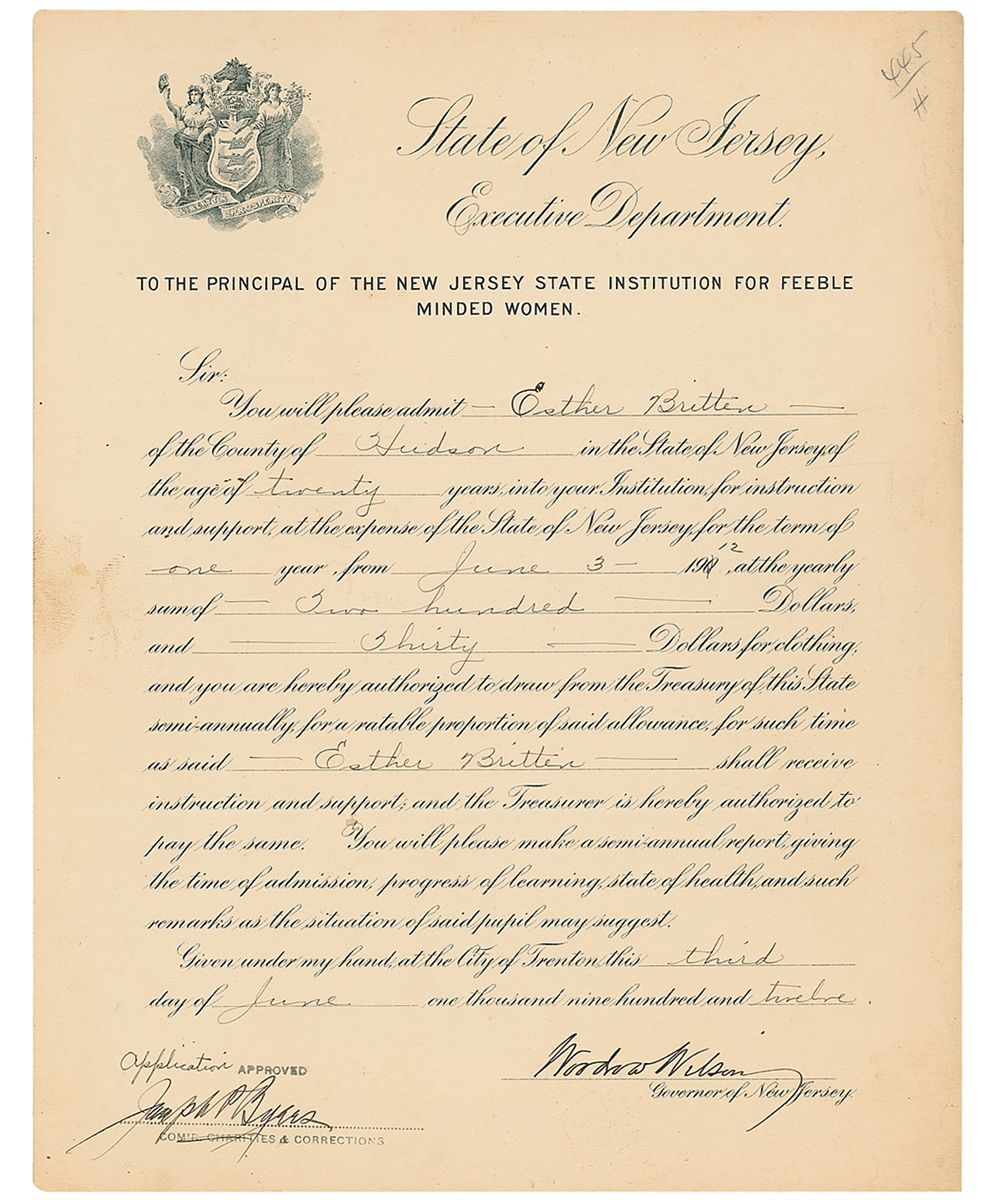 445
#
LIBERTY & PROSPERITY
State of New Jersey,
Executive Department.
TO THE PRINCIPAL OF THE NEW JERSEY STATE INSTITUTION FOR FEEBLE
MINDED WOMEN.
Sir:
You will please admit — Esther Britten —
of the County of Hudson in the State of New Jersey, of
the age of twenty years, into your Institution, for instruction
and support, at the expense of the State of New Jersey, for the term of
one year, from June 3 – 1912, at the yearly
sum of — Two hundred — Dollars,
and — Thirty — Dollars, for clothing,
and you are hereby authorized to draw from the Treasury of this State
semi-annually, for a ratable proportion of said allowance, for such time
as said — Esther Britten — shall receive
instruction and support; and the Treasurer is hereby authorized to
pay the same. You will please make a semi-annual report, giving
the time of admission, progress of learning, state of health, and such
remarks as the situation of said pupil may suggest.
Given under my hand, at the City of Trenton, this third
day of June one thousand nine hundred and twelve.
Application APPROVED
Woodrow Wilson
Governor of New Jersey.
Joseph P. Byers
COM'R. CHARITIES & CORRECTIONS